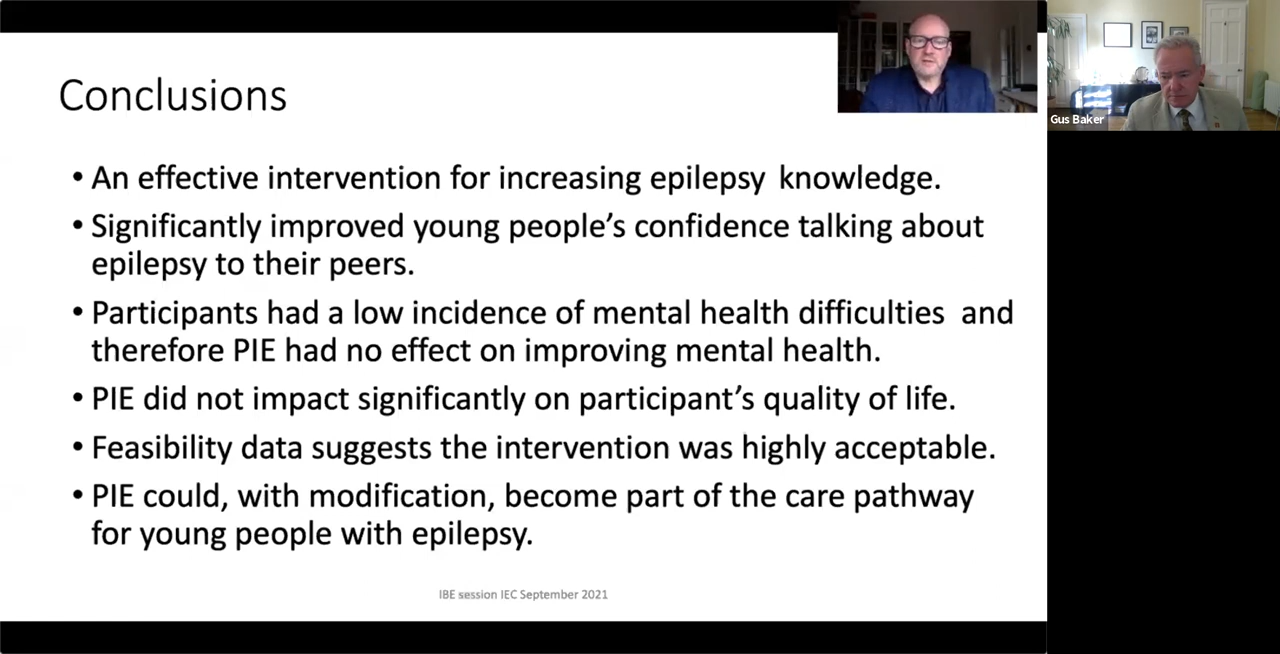 Conclusions
• An effective intervention for increasing epilepsy knowledge.
• Significantly improved young people’s confidence talking about
epilepsy to their peers.
• Participants had a low incidence of mental health difficulties and
therefore PIE had no effect on improving mental health.
• PIE did not impact significantly on participant’s quality of life.
• Feasibility data suggests the intervention was highly acceptable.
• PIE could, with modification, become part of the care pathway
for young people with epilepsy.
IBE session IEC September 2021
Gus Baker